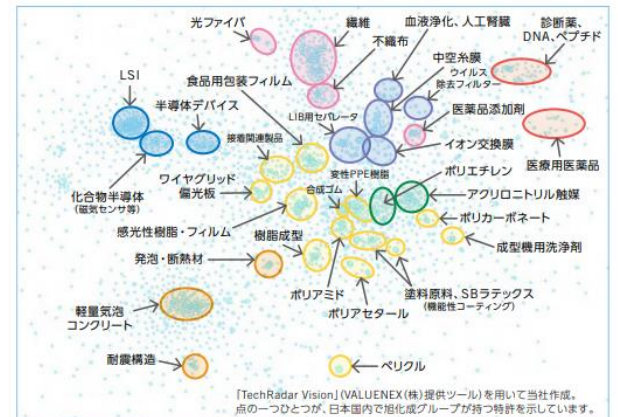 光ファイバ
繊維
血液浄化、人工腎臓
診断薬、
DNA、ペプチド
不織布
中空糸膜
ウイルス
除去フィルター
LSI
食品用包装フィルム
半導体デバイス
LIB用セパレータ
医薬品添加剤
接着関連製品
イオン交換膜
医療用医薬品
ワイヤグリッド
偏光板
変性PPE樹脂
ポリエチレン
化合物半導体
(磁気センサ等)
合成ゴム
アクリロニトリル触媒
感光性樹脂・フィルム
樹脂成型
ポリカーボネート
発泡・断熱材
成型機用洗浄剤
ポリアミド
塗料原料、SBラテックス
(機能性コーティング)
軽量気泡
コンクリート
ポリアセタール
耐震構造
ペリクル
「TechRadar Vision」(VALUENEX(株)提供ツール)を用いて当社作成。
点の一つひとつが、日本国内で旭化成グループが持つ特許を示しています。